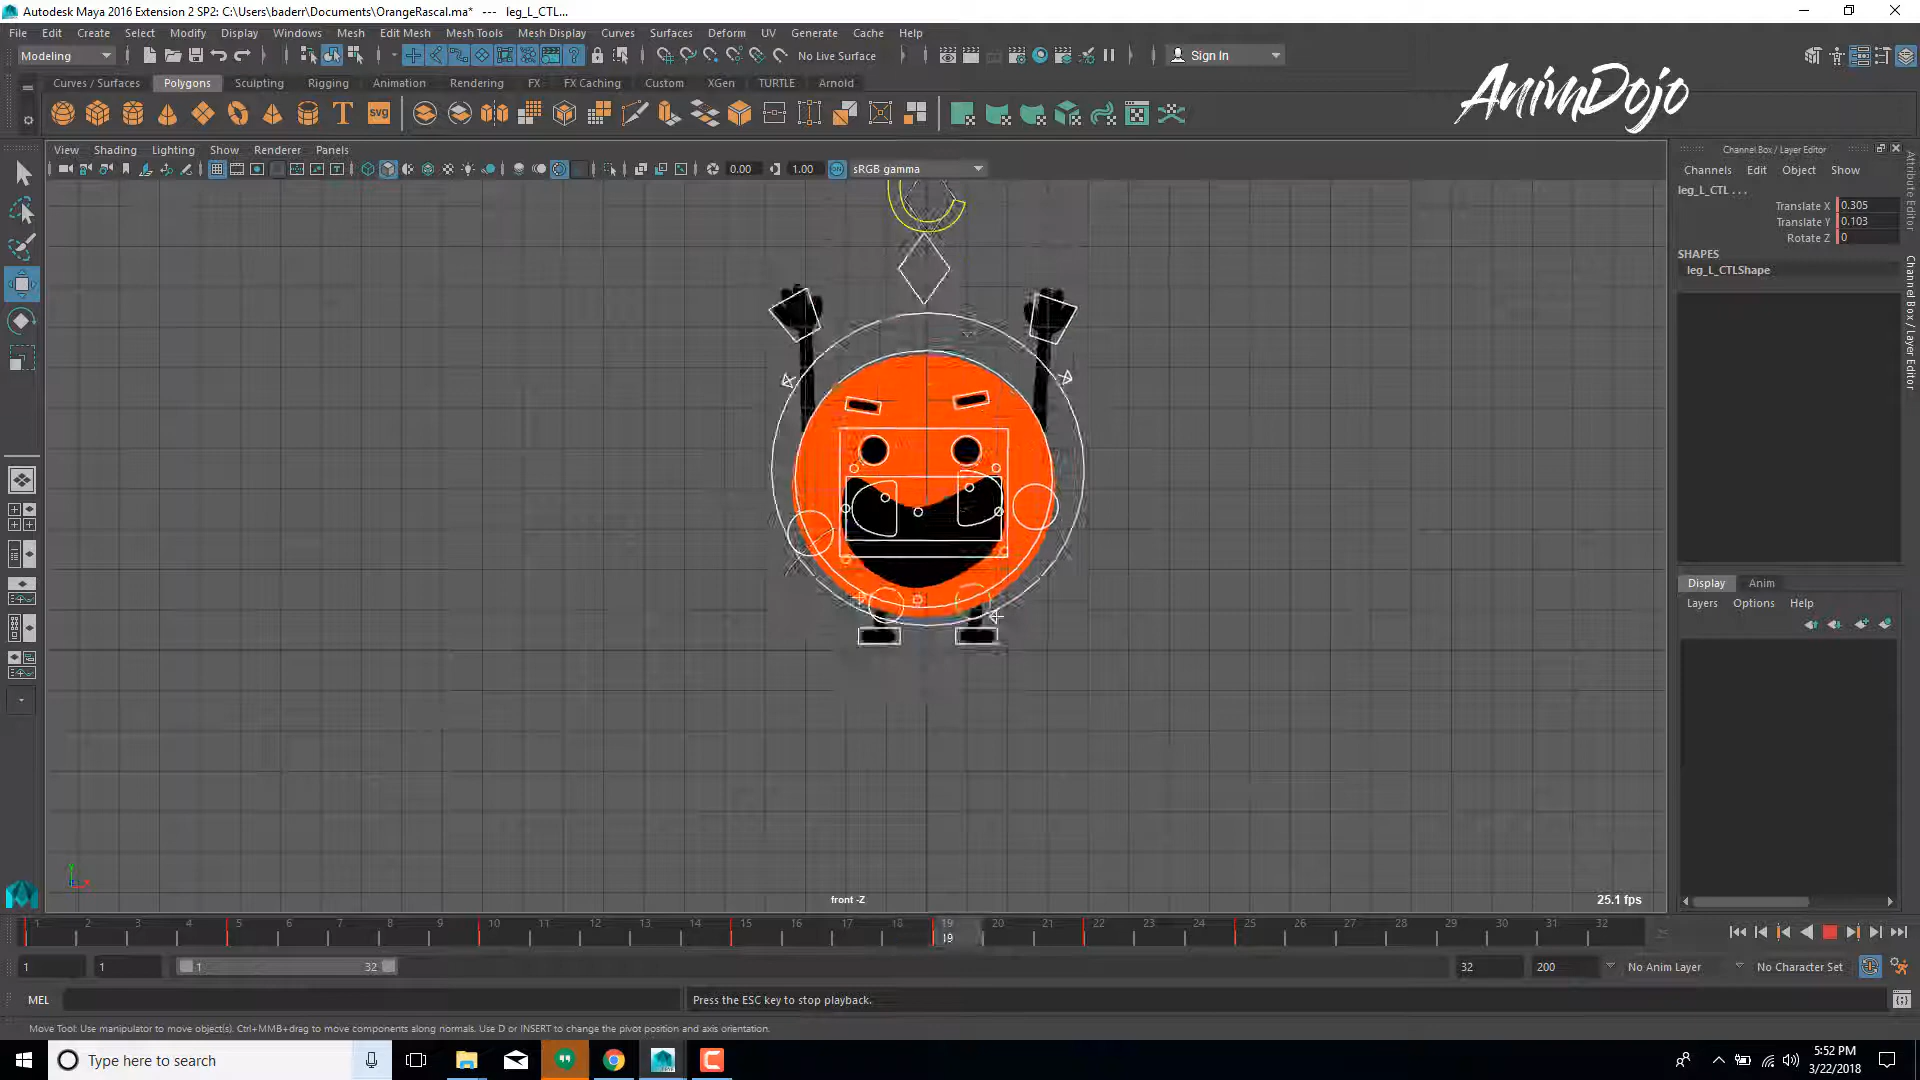 Autodesk Maya 2016 Extension 2 SP2: C:\Users\baderr\Documents\OrangeRascal.ma* --- leg_L_CTL...
File Edit Create Select Modify Display Windows Mesh Edit Mesh Mesh Tools Mesh Display Curves Surfaces Deform UV Generate Cache Help
Modeling No Live Surface Sign In
Curves / Surfaces Polygons Sculpting Rigging Animation Rendering FX FX Caching Custom XGen TURTLE Arnold
AnimDojo
T SVG
View Shading Lighting Show Renderer Panels
0.00 1.00 sRGB gamma
Channel Box / Layer Editor
Channels Edit Object Show
leg_L_CTL . . .
Translate X 0.305
Translate Y 0.103
Rotate Z 0
SHAPES
leg_L_CTLShape
Attribute Editor
Channel Box / Layer Editor
Display Anim
Layers Options Help
front -Z
25.1 fps
1 2 3 4 5 6 7 8 9 10 11 12 13 14 15 16 17 18 19 20 21 22 23 24 25 26 27 28 29 30 31 32
19
1 1 1 32 32 200 No Anim Layer No Character Set
MEL Press the ESC key to stop playback.
Move Tool: Use manipulator to move object(s). Ctrl+MMB+drag to move components along normals. Use D or INSERT to change the pivot position and axis orientation.
Type here to search
5:52 PM
3/22/2018